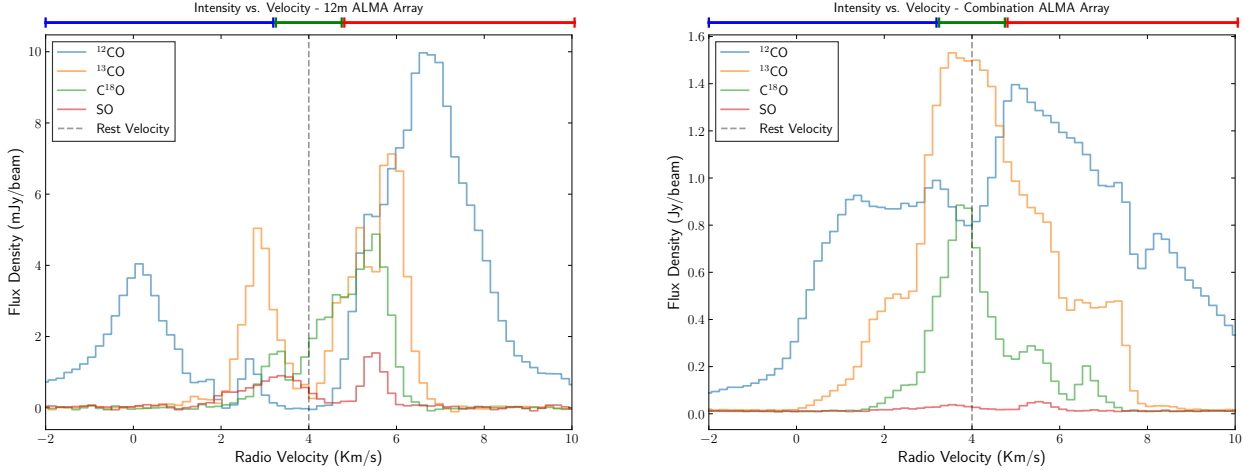 Intensity vs. Velocity - 12m ALMA Array
¹²CO
¹³CO
C¹⁸O
SO
Rest Velocity
Flux Density (mJy/beam)
10
8
6
4
2
0
−2
0
2
4
6
8
10
Radio Velocity (Km/s)
Intensity vs. Velocity - Combination ALMA Array
¹²CO
¹³CO
C¹⁸O
SO
Rest Velocity
Flux Density (Jy/beam)
1.6
1.4
1.2
1.0
0.8
0.6
0.4
0.2
0.0
−2
0
2
4
6
8
10
Radio Velocity (Km/s)